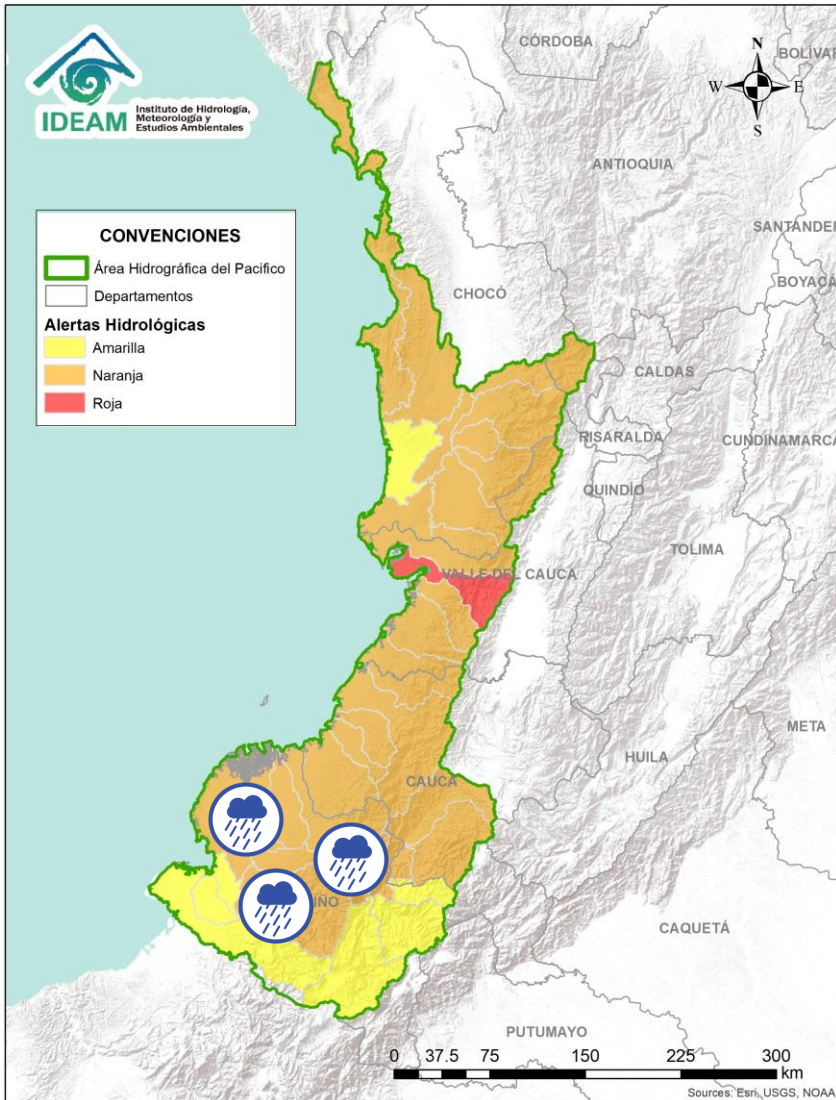 IDEAM
Instituto de Hidrología,
Meteorología y
Estudios Ambientales
CONVENCIONES
Área Hidrográfica del Pacifico
Departamentos
Alertas Hidrológicas
Amarilla
Naranja
Roja
N
W
E
S
CÓRDOBA
BOLÍVAR
ANTIOQUIA
SANTANDER
BOYACÁ
CHOCÓ
CALDAS
RISARALDA
CUNDINAMARCA
QUINDÍO
TOLIMA
VALLE DEL CAUCA
META
HUILA
CAUCA
IÑO
CAQUETÁ
PUTUMAYO
0 37.5 75 150 225 300
km
Sources: Esri, USGS, NOAA